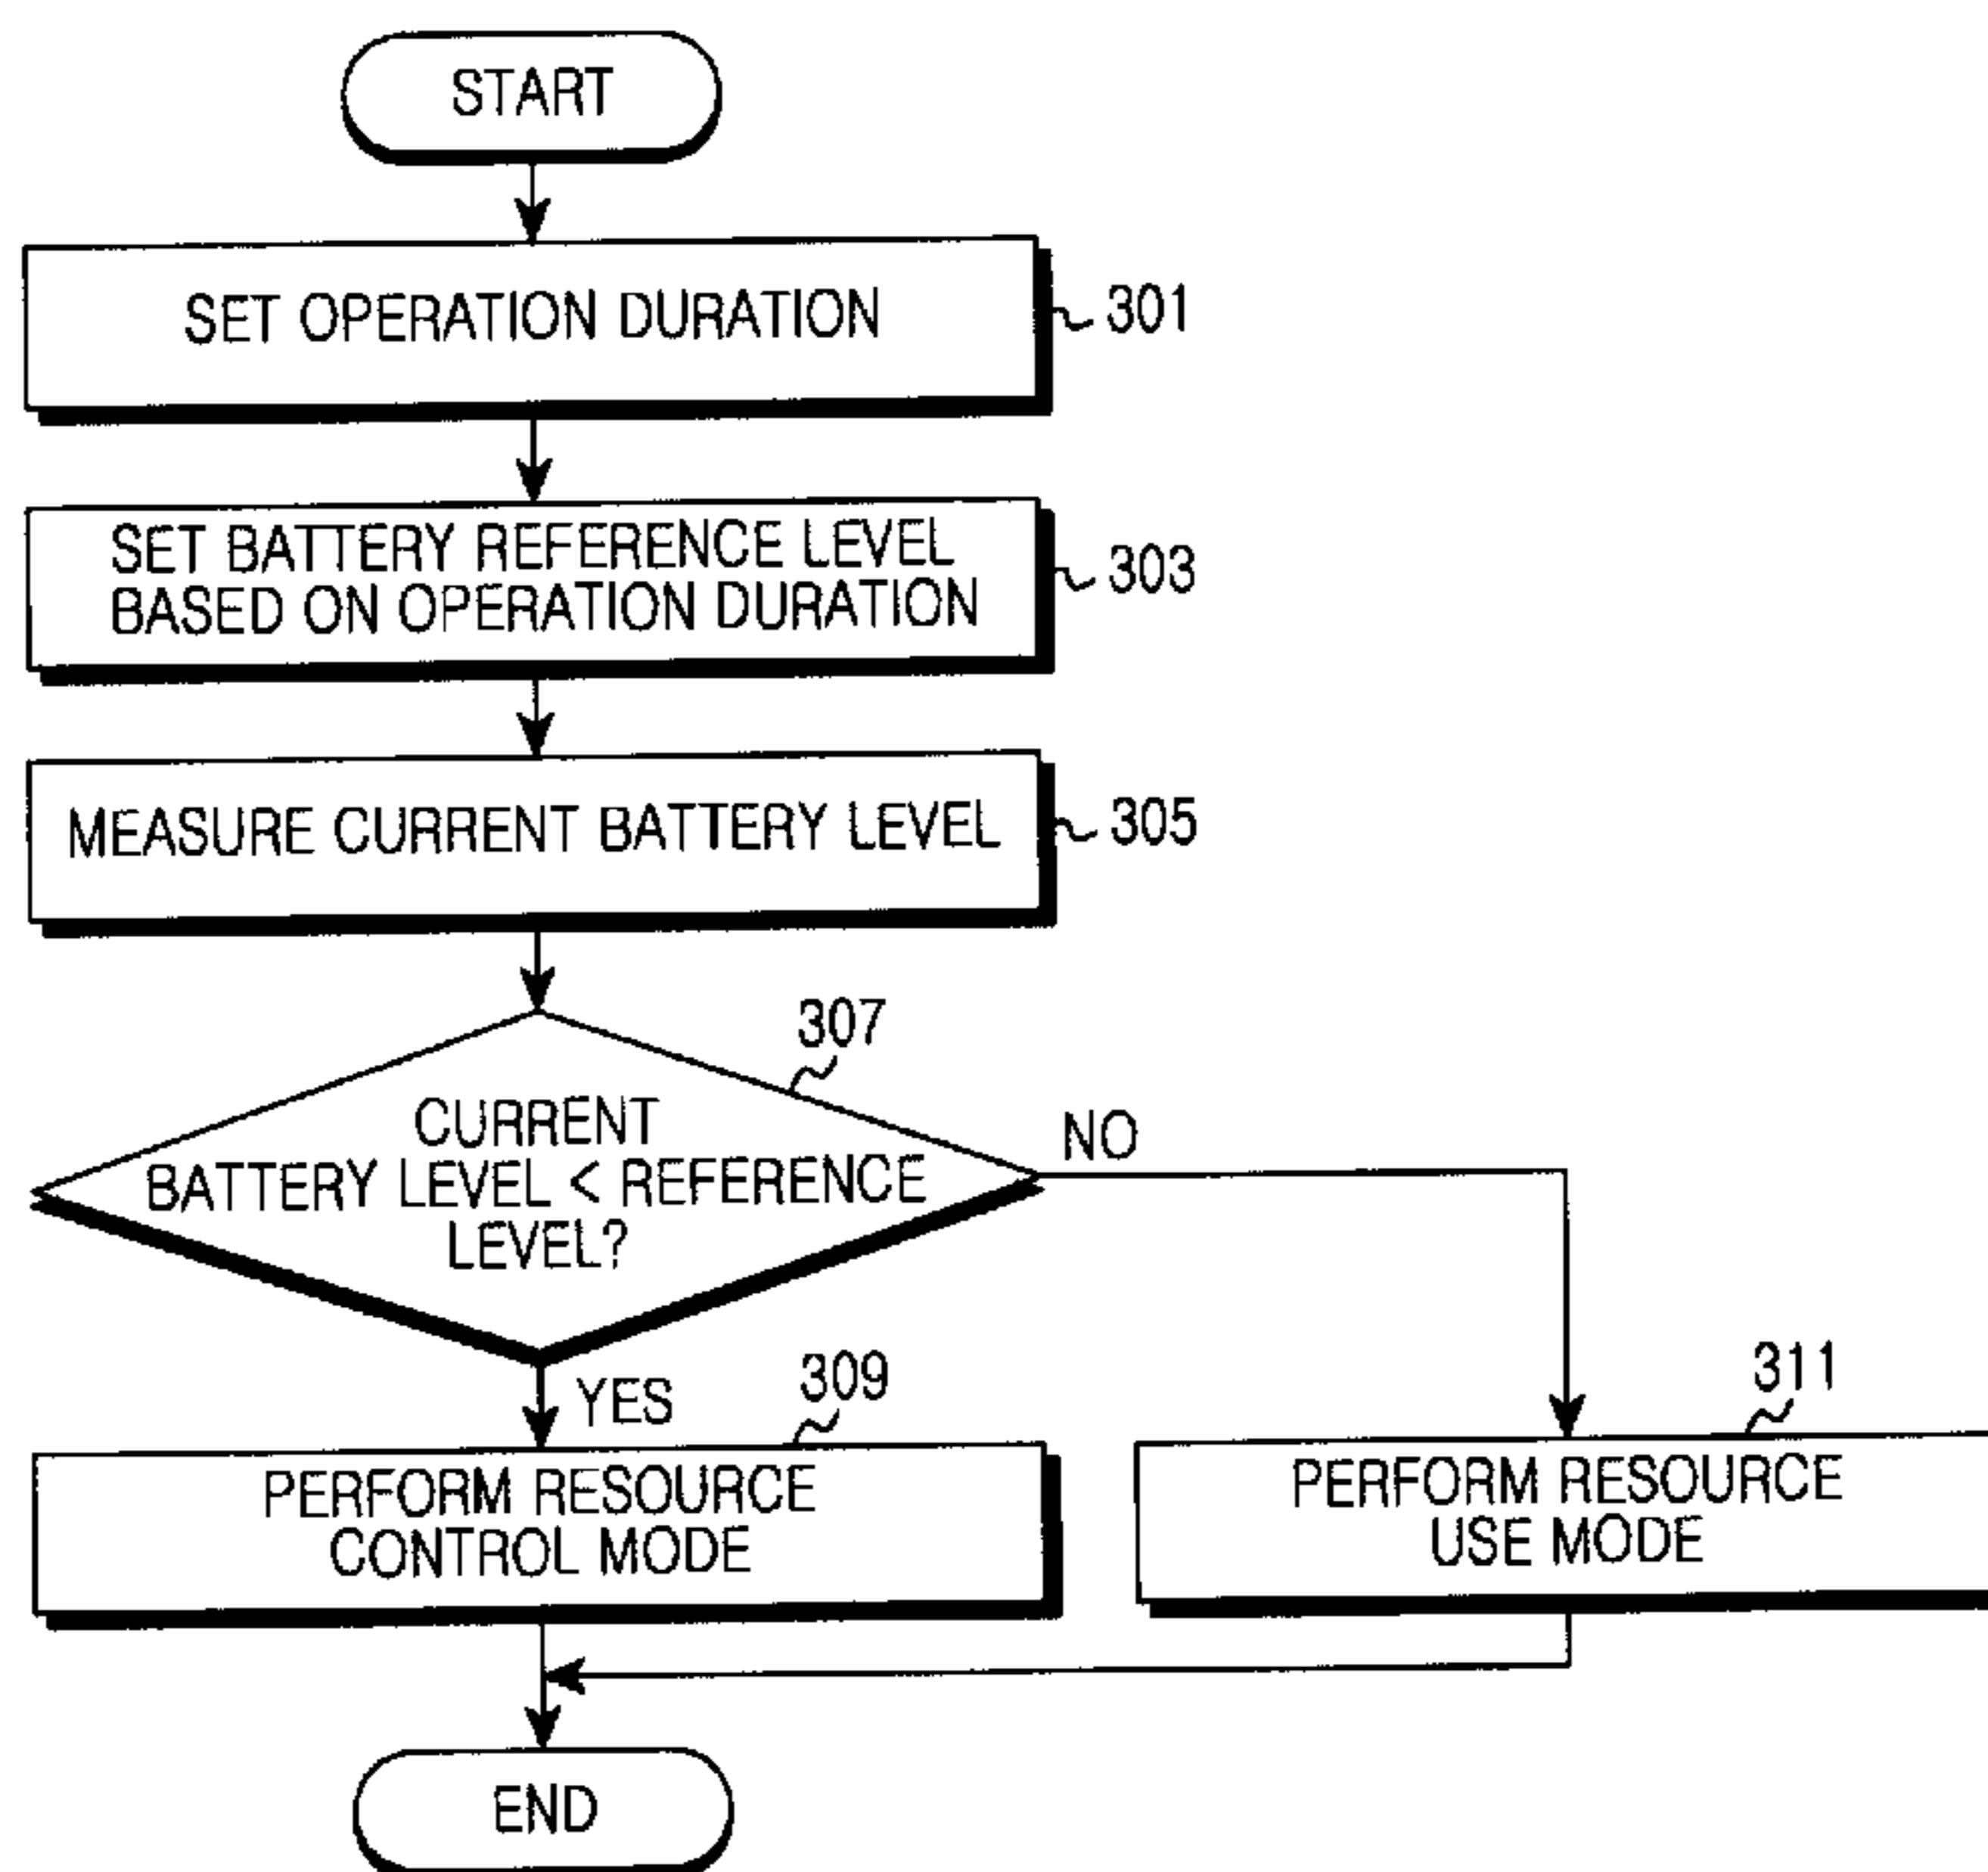 START
SET OPERATION DURATION
301
SET BATTERY REFERENCE LEVEL
BASED ON OPERATION DURATION
303
MEASURE CURRENT BATTERY LEVEL
305
307
CURRENT
BATTERY LEVEL < REFERENCE
LEVEL?
NO
YES
309
311
PERFORM RESOURCE
CONTROL MODE
PERFORM RESOURCE
USE MODE
END